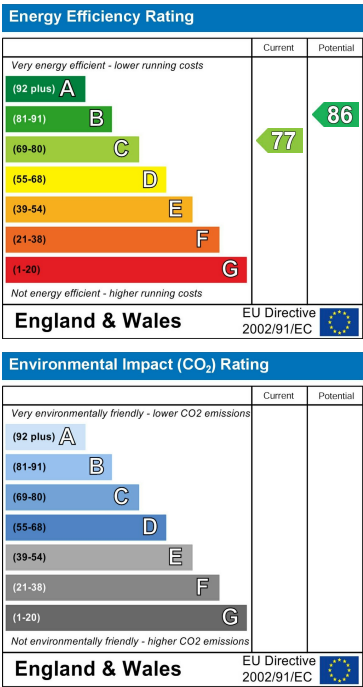 Energy Efficiency Rating
Current Potential
Very energy efficient - lower running costs
(92 plus) A
(81-91) B
(69-80) C
(55-68) D
(39-54) E
(21-38) F
(1-20) G
77
86
Not energy efficient - higher running costs
England & Wales
EU Directive
2002/91/EC
Environmental Impact (CO₂) Rating
Current Potential
Very environmentally friendly - lower CO2 emissions
(92 plus) A
(81-91) B
(69-80) C
(55-68) D
(39-54) E
(21-38) F
(1-20) G
Not environmentally friendly - higher CO2 emissions
England & Wales
EU Directive
2002/91/EC